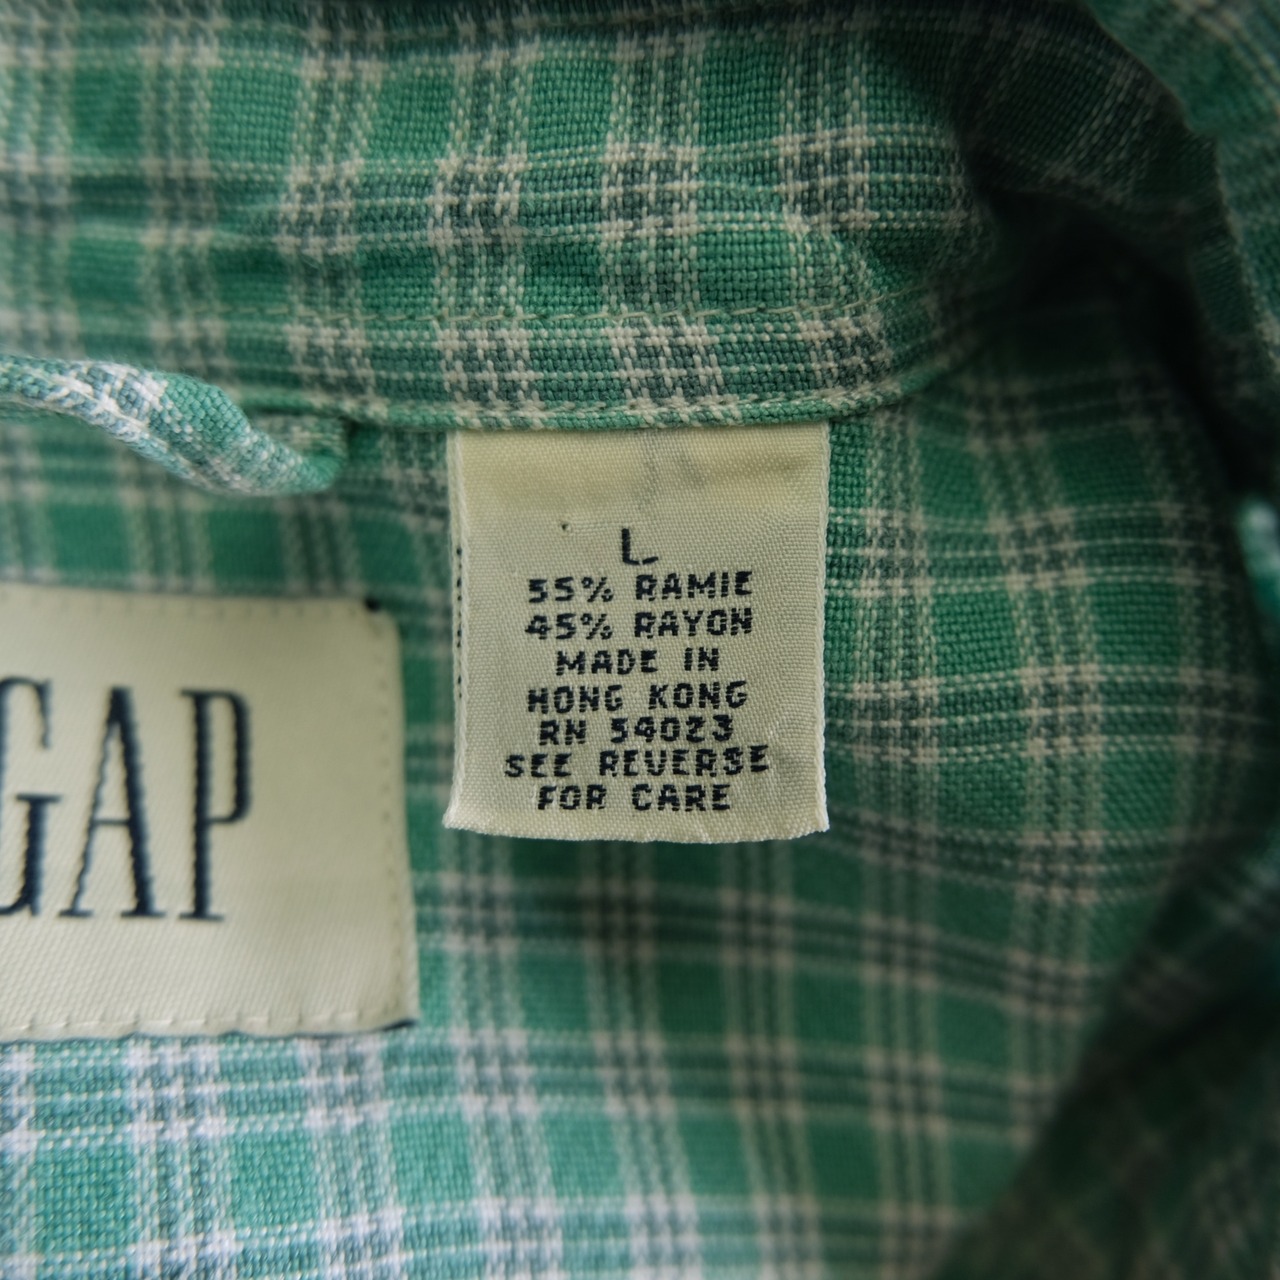 GAP
L
55% RAMIE
45% RAYON
MADE IN
HONG KONG
RN 54023
SEE REVERSE
FOR CARE